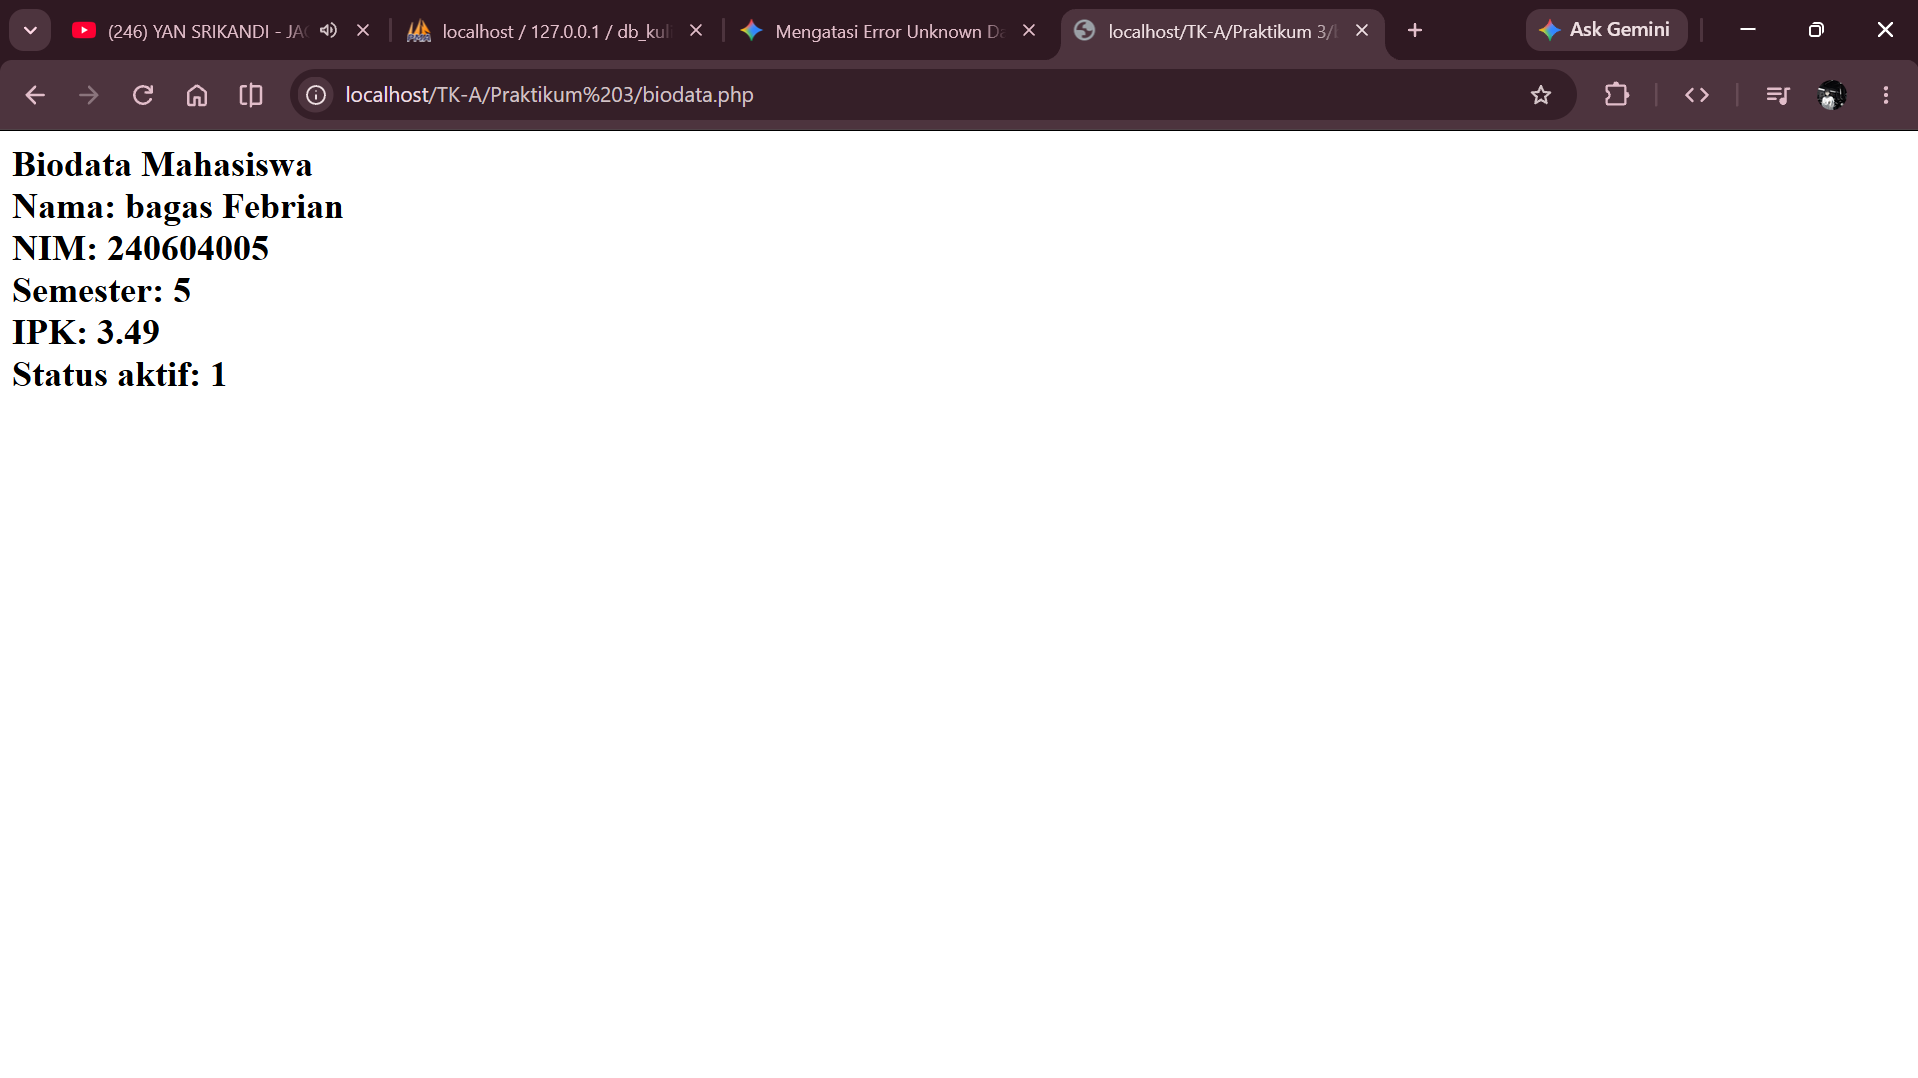 (246) YAN SRIKANDI - JAC
localhost / 127.0.0.1 / db_kul
Mengatasi Error Unknown Da
localhost/TK-A/Praktikum 3/b
Ask Gemini
localhost/TK-A/Praktikum%203/biodata.php
Biodata Mahasiswa
Nama: bagas Febrian
NIM: 240604005
Semester: 5
IPK: 3.49
Status aktif: 1